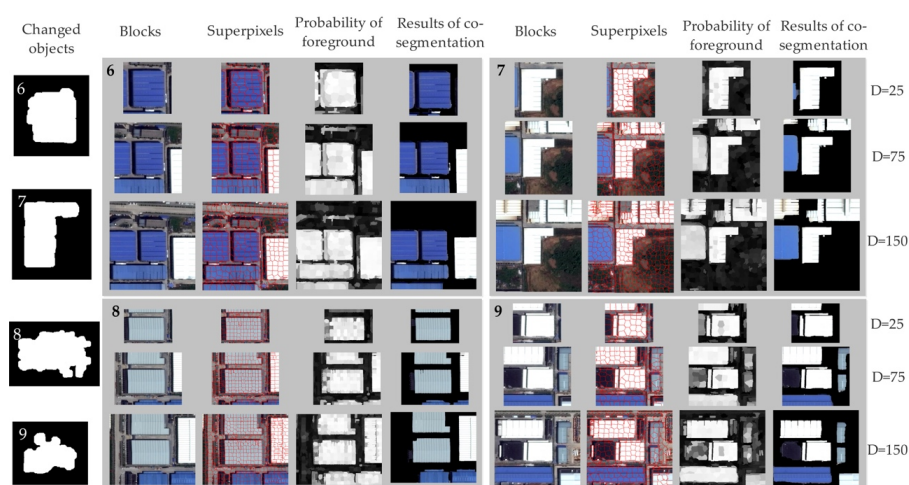 Changed
objects
Blocks
Superpixels
Probability of
foreground
Results of co-
segmentation
Blocks
Superpixels
Probability of
foreground
Results of co-
segmentation
6
6
7
D=25
D=75
7
D=150
8
8
9
D=25
D=75
9
D=150